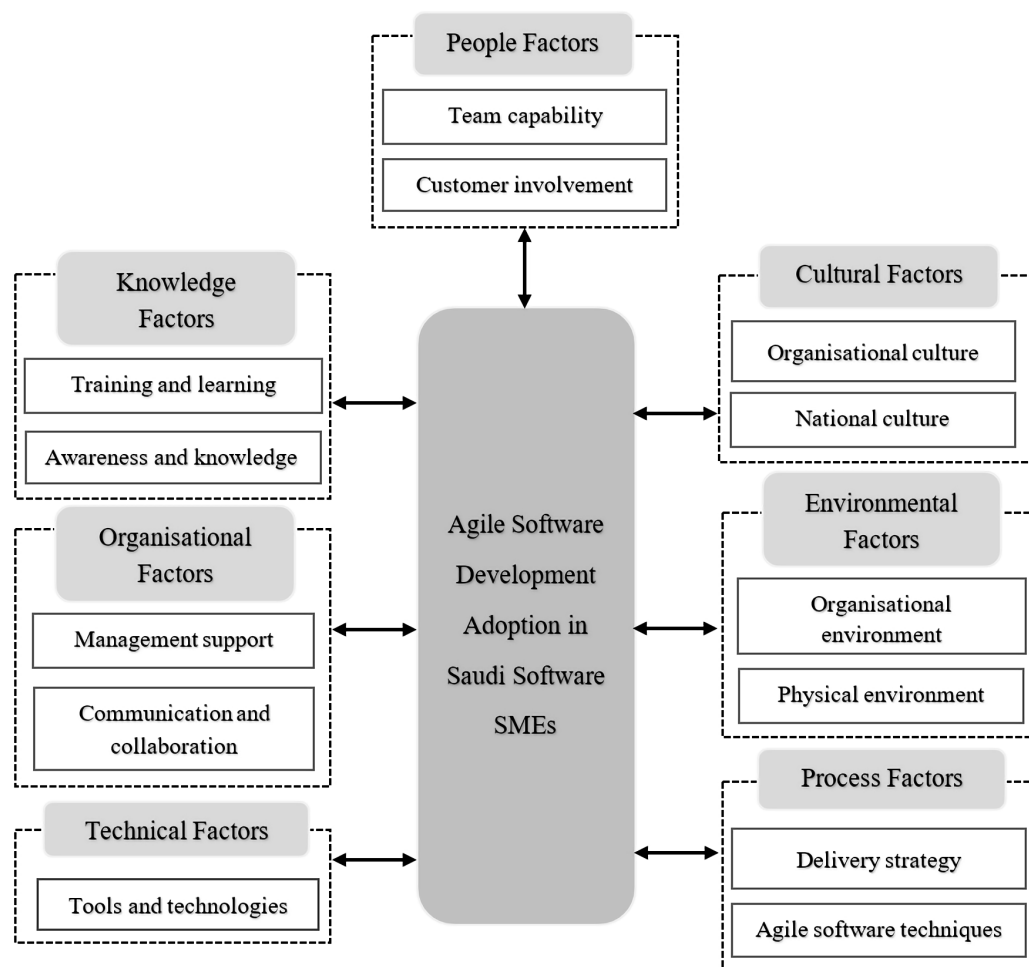 People Factors
Team capability
Customer involvement
Knowledge
Factors
Training and learning
Awareness and knowledge
Organisational
Factors
Management support
Communication and
collaboration
Technical Factors
Tools and technologies
Agile Software
Development
Adoption in
Saudi Software
SMEs
Cultural Factors
Organisational culture
National culture
Environmental
Factors
Organisational
environment
Physical environment
Process Factors
Delivery strategy
Agile software techniques